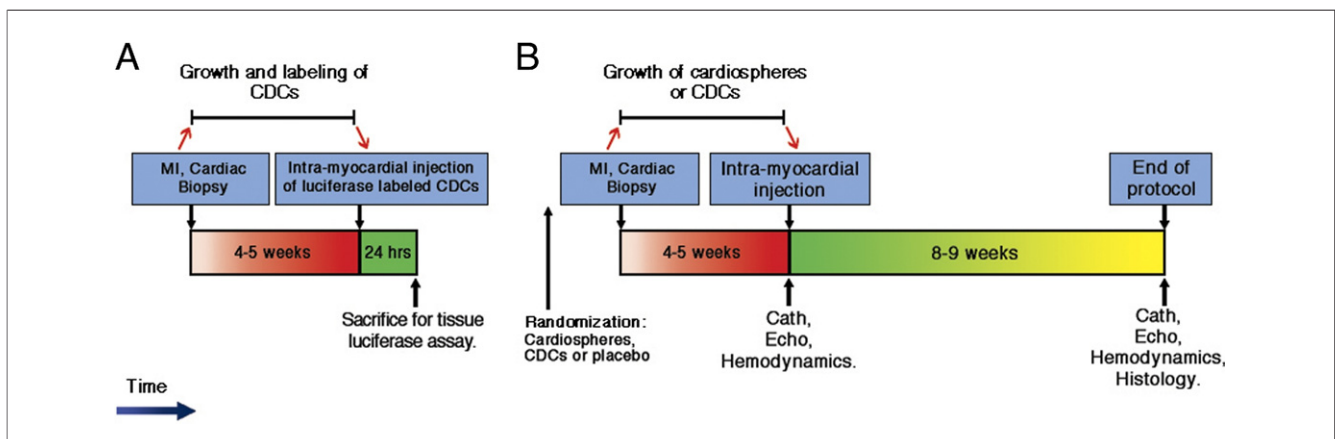 A
Growth and labeling of
CDCs
MI, Cardiac
Biopsy
Intra-myocardial injection
of luciferase labeled CDCs
4-5 weeks
24 hrs
Sacrifice for tissue
luciferase assay.
Time
B
Growth of cardiospheres
or CDCs
MI, Cardiac
Biopsy
Intra-myocardial
injection
End of
protocol
4-5 weeks
8-9 weeks
Randomization:
Cardiospheres,
CDCs or placebo
Cath,
Echo,
Hemodynamics.
Cath,
Echo,
Hemodynamics,
Histology.